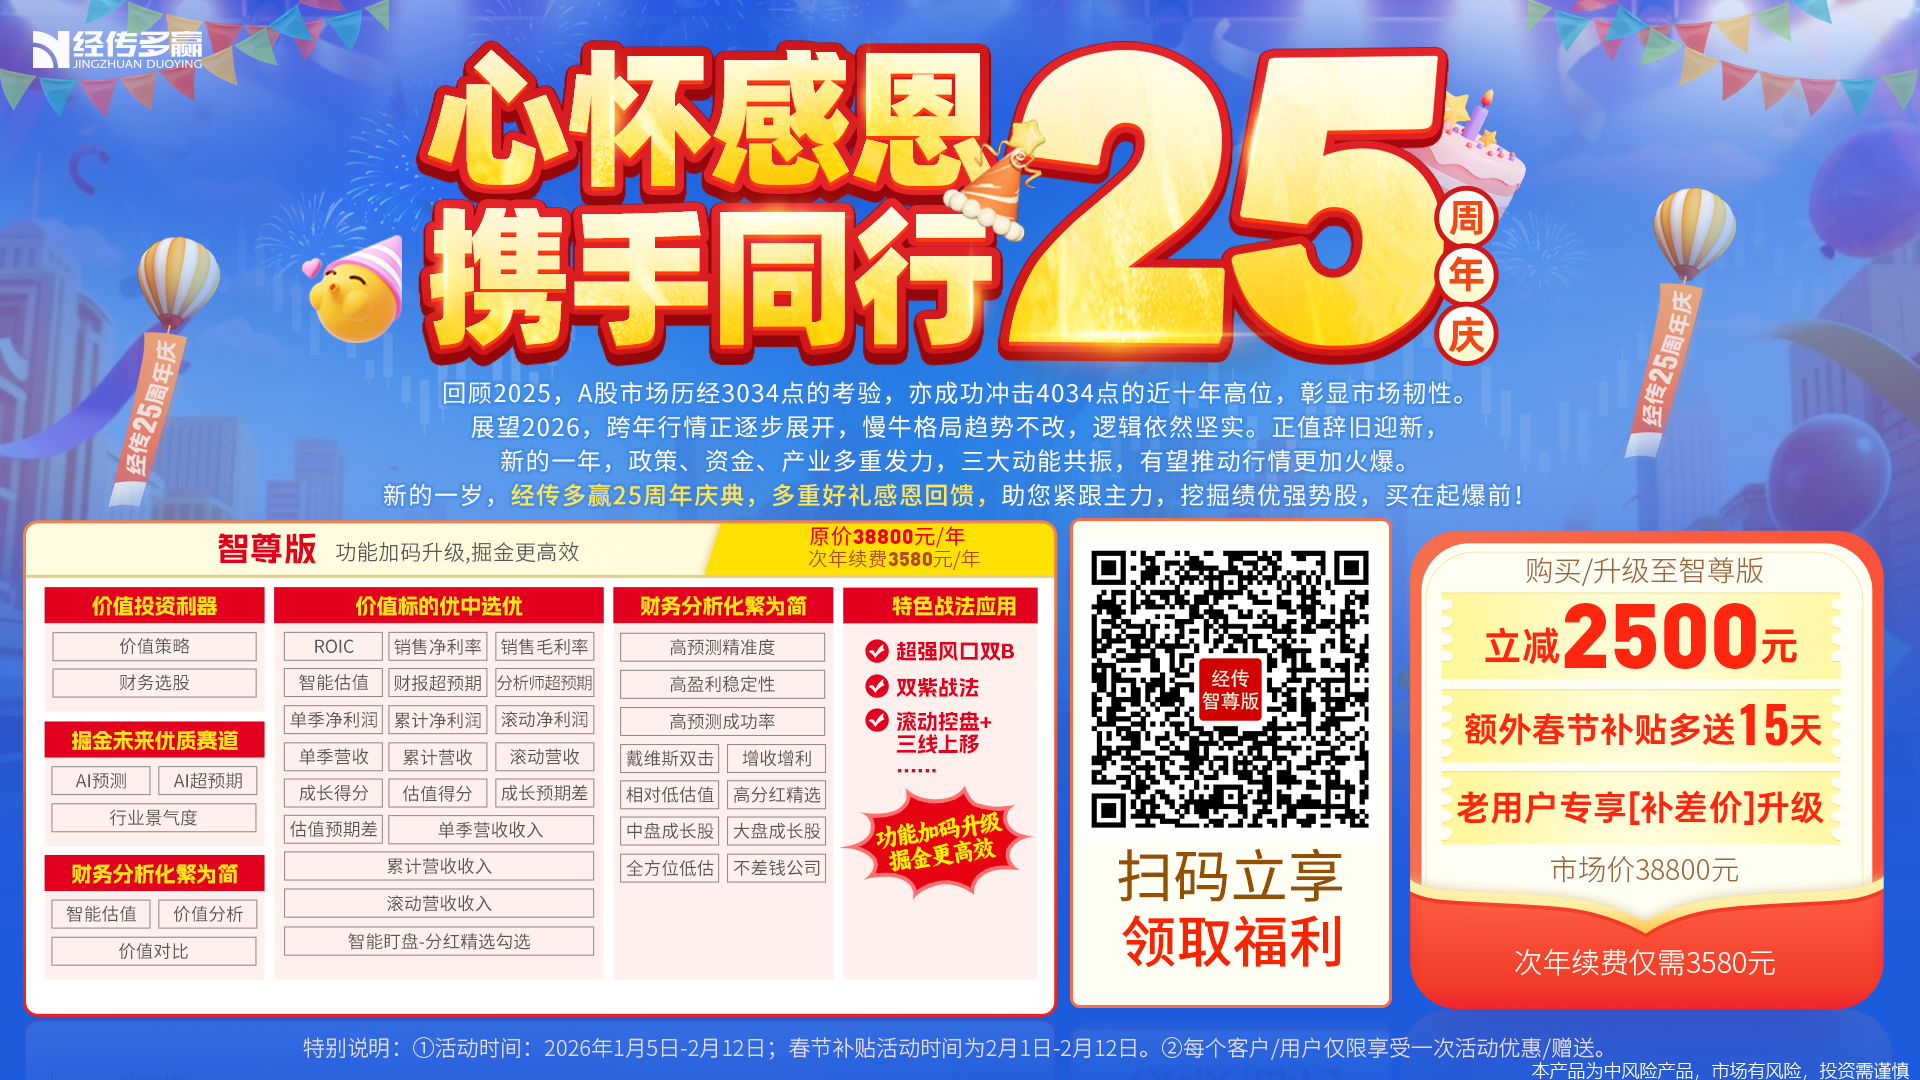 经传多赢
JINGZHUAN DUOYING
心怀感恩
携手同行
25
周年庆
经传25周年庆
经传25周年庆
回顾2025，A股市场历经3034点的考验，亦成功冲击4034点的近十年高位，彰显市场韧性。
展望2026，跨年行情正逐步展开，慢牛格局趋势不改，逻辑依然坚实。正值辞旧迎新，
新的一年，政策、资金、产业多重发力，三大动能共振，有望推动行情更加火爆。
新的一岁，经传多赢25周年庆典，多重好礼感恩回馈，助您紧跟主力，挖掘绩优强势股，买在起爆前！
智尊版 功能加码升级,掘金更高效
原价38800元/年
次年续费3580元/年
价值投资利器
价值策略
财务选股
掘金未来优质赛道
AI预测 AI超预期
行业景气度
财务分析化繁为简
智能估值 价值分析
价值对比
价值标的优中选优
ROIC 销售净利率 销售毛利率
智能估值 财报超预期 分析师超预期
单季净利润 累计净利润 滚动净利润
单季营收 累计营收 滚动营收
成长得分 估值得分 成长预期差
估值预期差 单季营收收入
累计营收收入
滚动营收收入
智能盯盘-分红精选勾选
财务分析化繁为简
高预测精准度
高盈利稳定性
高预测成功率
戴维斯双击 增收增利
相对低估值 高分红精选
中盘成长股 大盘成长股
全方位低估 不差钱公司
特色战法应用
超强风口双B
双紫战法
滚动控盘+
三线上移
······
功能加码升级
掘金更高效
经传
智尊版
扫码立享
领取福利
购买/升级至智尊版
立减2500元
额外春节补贴多送15天
老用户专享[补差价]升级
市场价38800元
次年续费仅需3580元
特别说明：①活动时间：2026年1月5日-2月12日；春节补贴活动时间为2月1日-2月12日。②每个客户/用户仅限享受一次活动优惠/赠送。
本产品为中风险产品，市场有风险，投资需谨慎